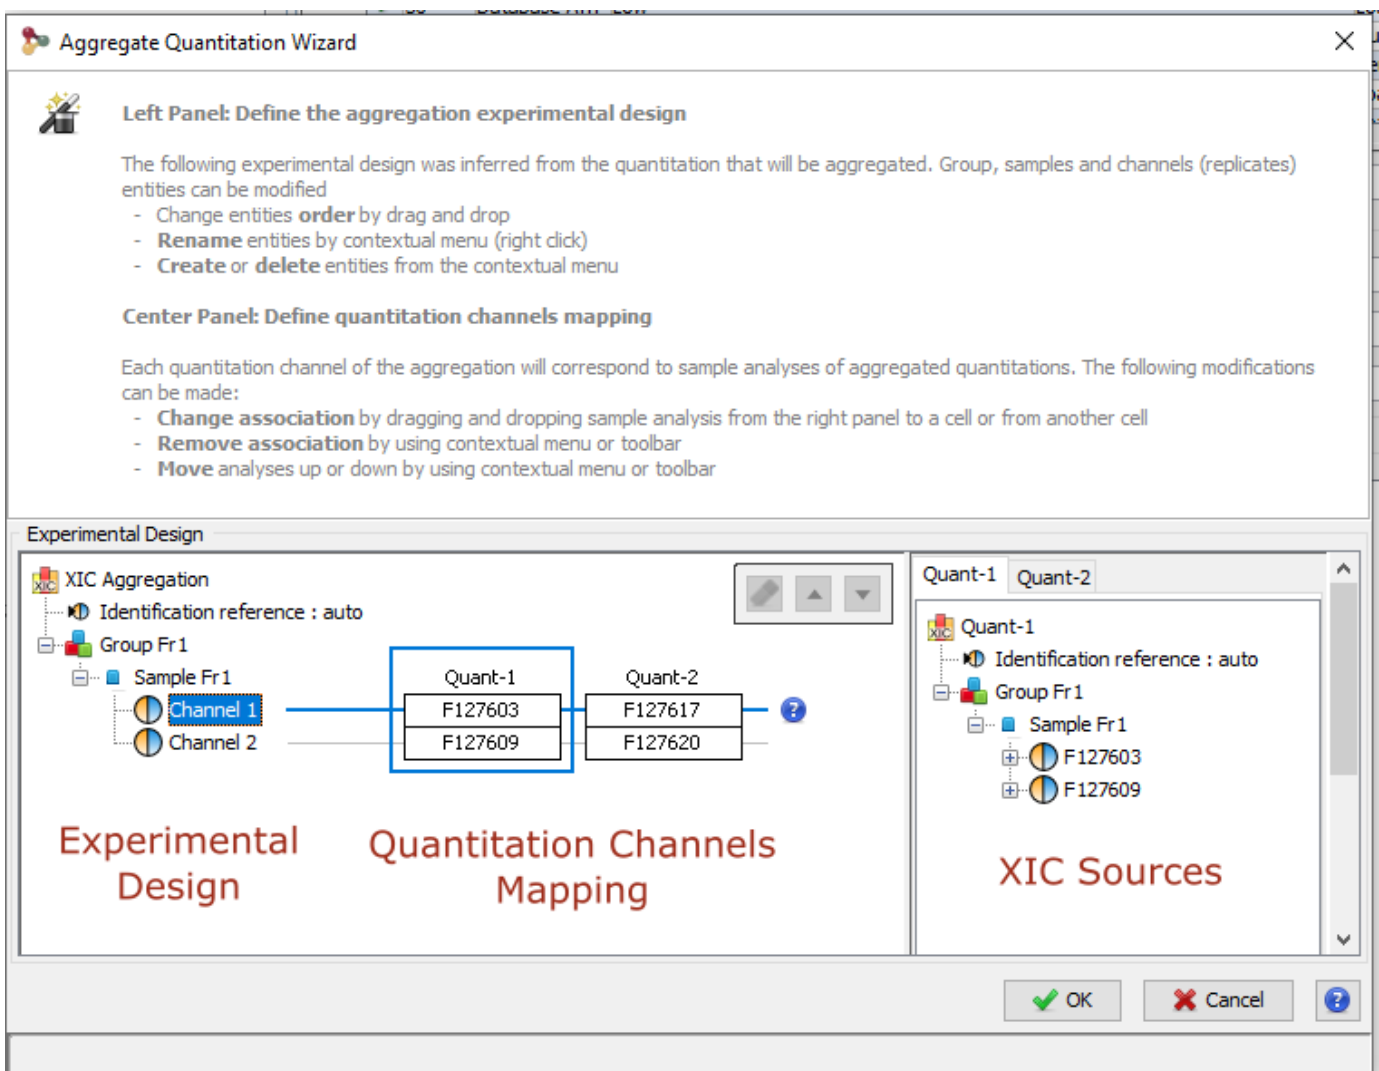 Aggregate Quantitation Wizard
Left Panel: Define the aggregation experimental design
The following experimental design was inferred from the quantitation that will be aggregated. Group, samples and channels (replicates)
entities can be modified
- Change entities order by drag and drop
- Rename entities by contextual menu (right click)
- Create or delete entities from the contextual menu
Center Panel: Define quantitation channels mapping
Each quantitation channel of the aggregation will correspond to sample analyses of aggregated quantitations. The following modifications
can be made:
- Change association by dragging and dropping sample analysis from the right panel to a cell or from another cell
- Remove association by using contextual menu or toolbar
- Move analyses up or down by using contextual menu or toolbar
Experimental Design
XIC XIC Aggregation
Identification reference : auto
Group Fr1
Sample Fr1
Channel 1
Channel 2
Quant-1 Quant-2
F127603 F127617 ?
F127609 F127620
Experimental
Design
Quantitation Channels
Mapping
Quant-1 Quant-2
XIC Quant-1
Identification reference : auto
Group Fr1
Sample Fr1
F127603
F127609
XIC Sources
OK Cancel ?